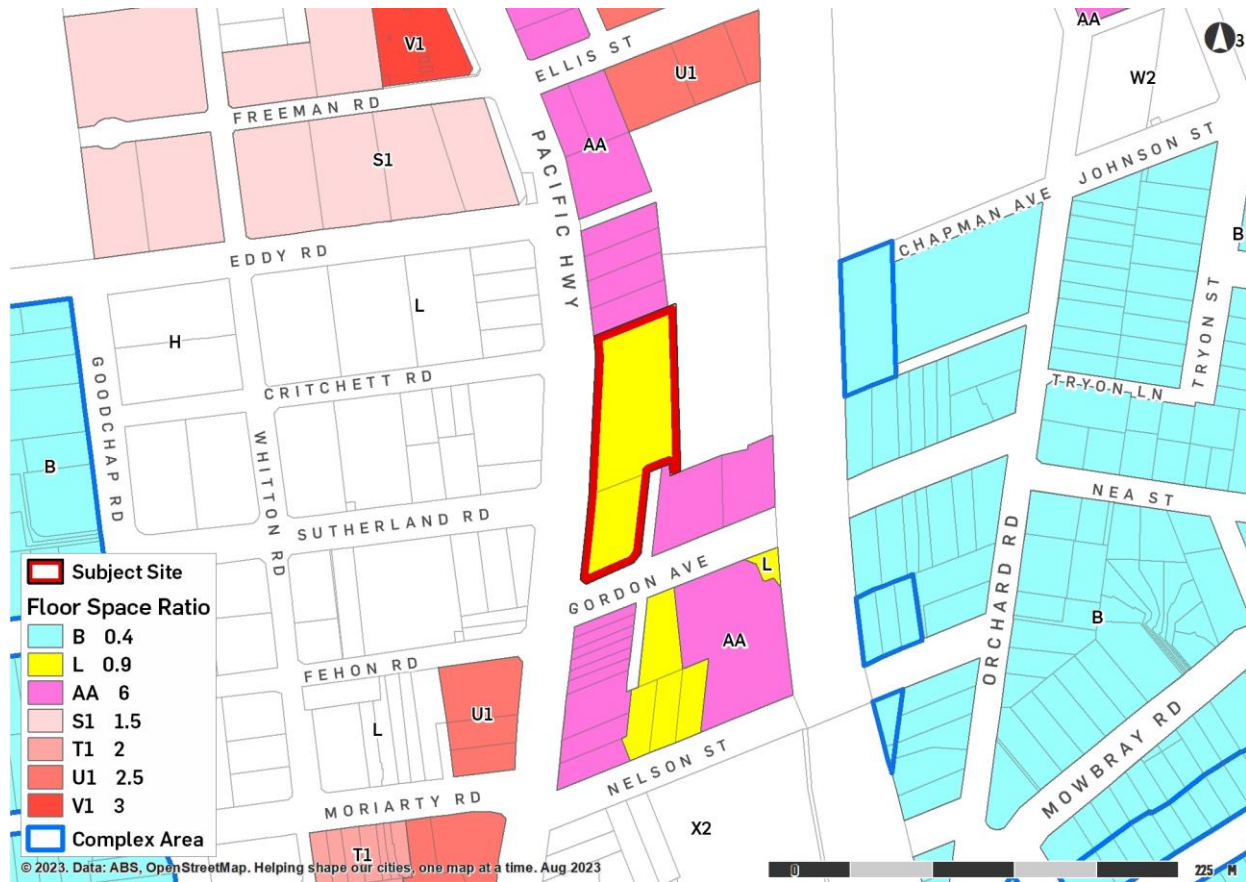 V1
AA
3
ELLIS ST
U1
W2
FREEMAN RD
AA
S1
PACIFIC HWY
JOHNSON ST
CHAPMAN AVE
B
EDDY RD
L
H
CRITCHETT RD
GOODCHAP RD
WHITTON RD
TRYON ST
TRYON LN
B
SUTHERLAND RD
NEA ST
ORCHARD RD
GORDON AVE
L
B
AA
FEHON RD
U1
L
NELSON ST
MOWBRAY RD
MORIARTY RD
X2
T1
Subject Site
Floor Space Ratio
B 0.4
L 0.9
AA 6
S1 1.5
T1 2
U1 2.5
V1 3
Complex Area
© 2023. Data: ABS, OpenStreetMap. Helping shape our cities, one map at a time. Aug 2023
0 225 M